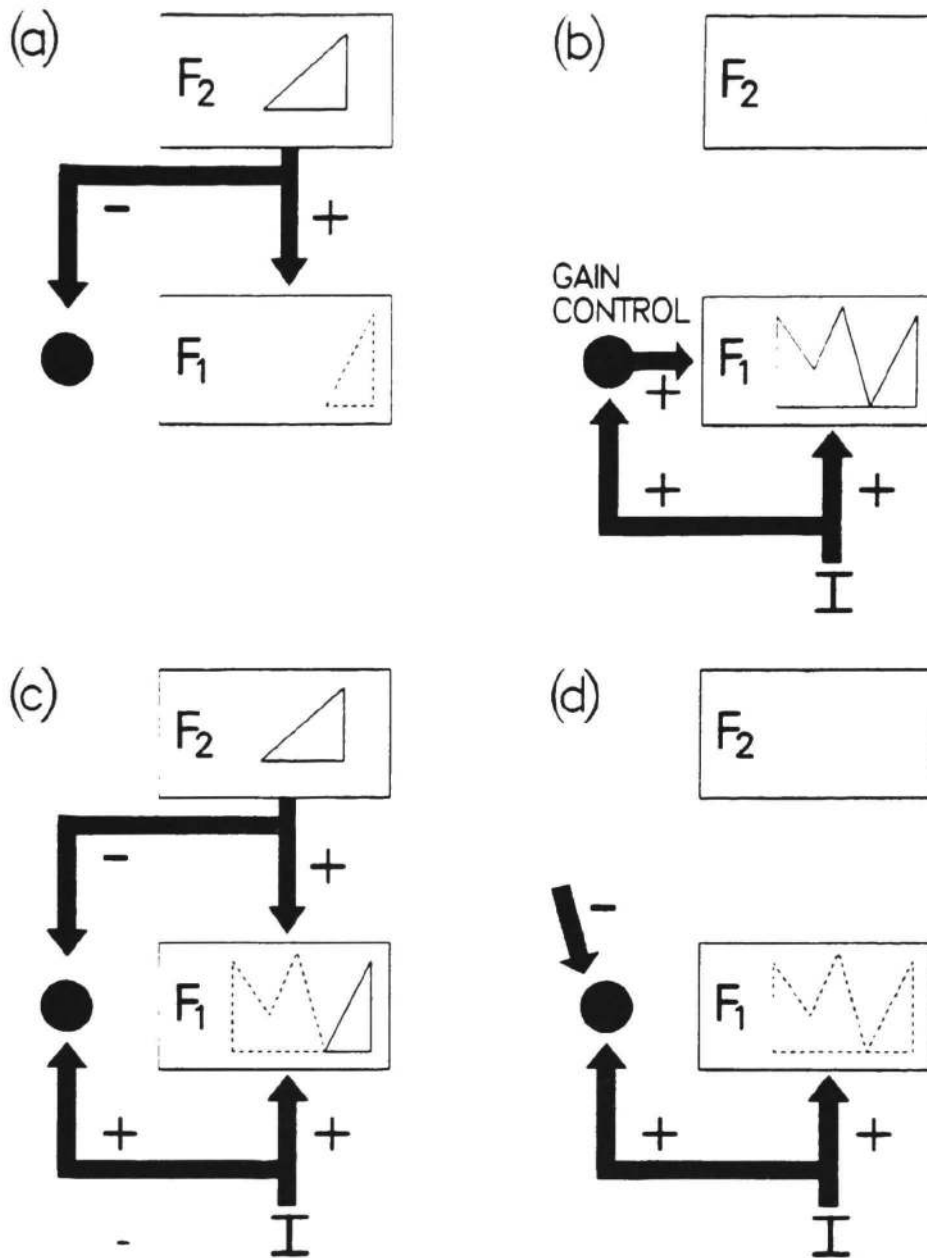 (a)
F2
-
+
F1
(b)
F2
GAIN
CONTROL
F1
+
+
+
I
(c)
F2
-
+
F1
+
+
I
(d)
F2
-
F1
+
+
I